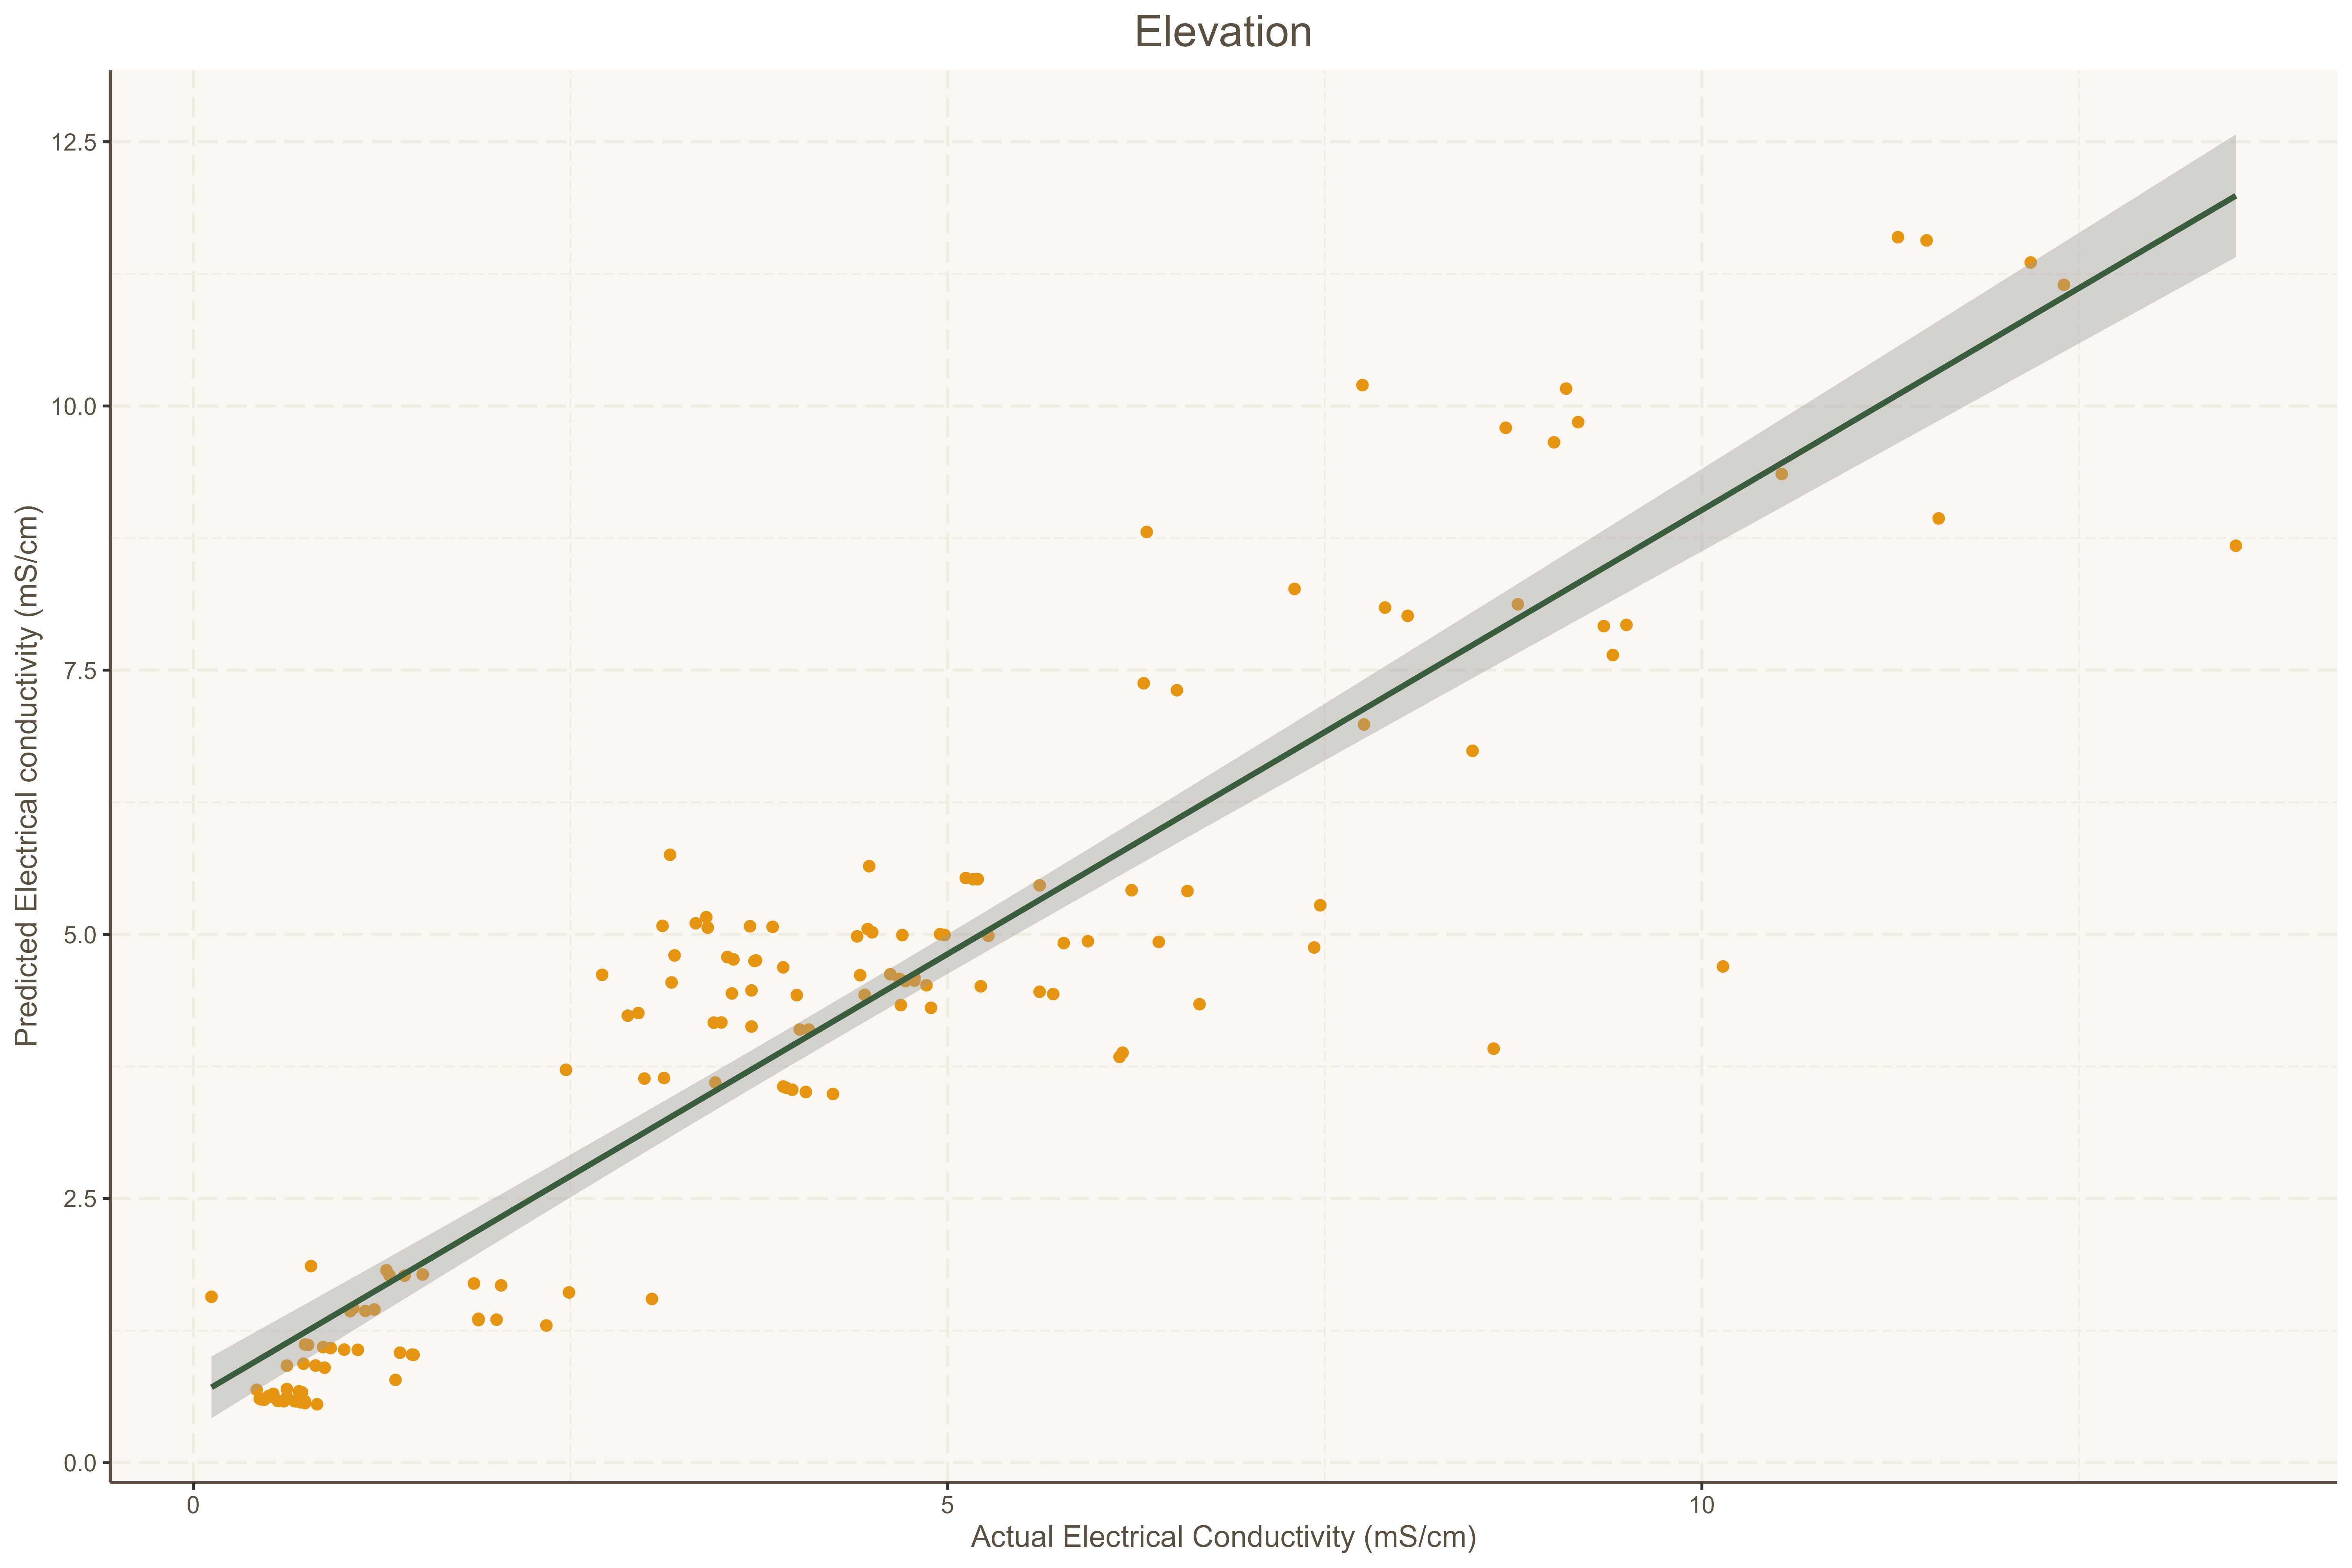 Elevation
12.5
10.0
7.5
5.0
2.5
0.0
Predicted Electrical conductivity (mS/cm)
0 5 10
Actual Electrical Conductivity (mS/cm)